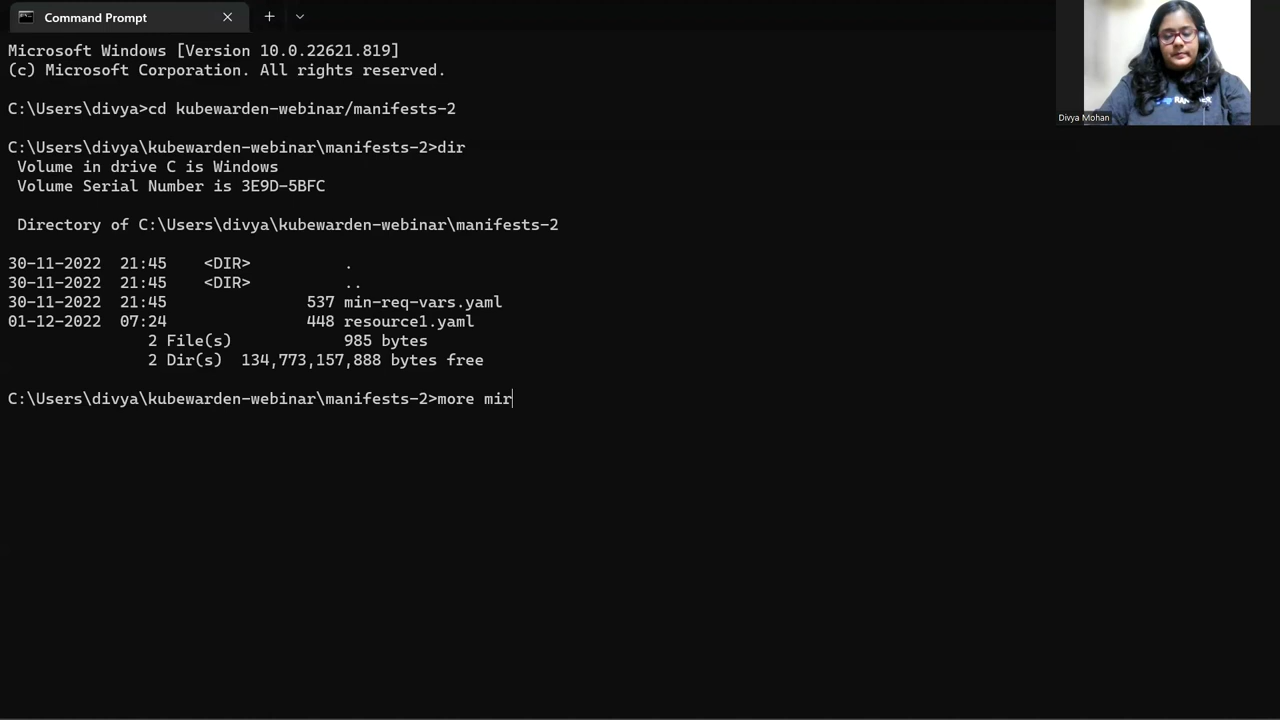 Command Prompt
Microsoft Windows [Version 10.0.22621.819]
(c) Microsoft Corporation. All rights reserved.
C:\Users\divya>cd kubewarden-webinar/manifests-2
C:\Users\divya\kubewarden-webinar\manifests-2>dir
Volume in drive C is Windows
Volume Serial Number is 3E9D-5BFC
Directory of C:\Users\divya\kubewarden-webinar\manifests-2
30-11-2022 21:45 <DIR> .
30-11-2022 21:45 <DIR> ..
30-11-2022 21:45 537 min-req-vars.yaml
01-12-2022 07:24 448 resource1.yaml
2 File(s) 985 bytes
2 Dir(s) 134,773,157,888 bytes free
C:\Users\divya\kubewarden-webinar\manifests-2>more mir
Divya Mohan